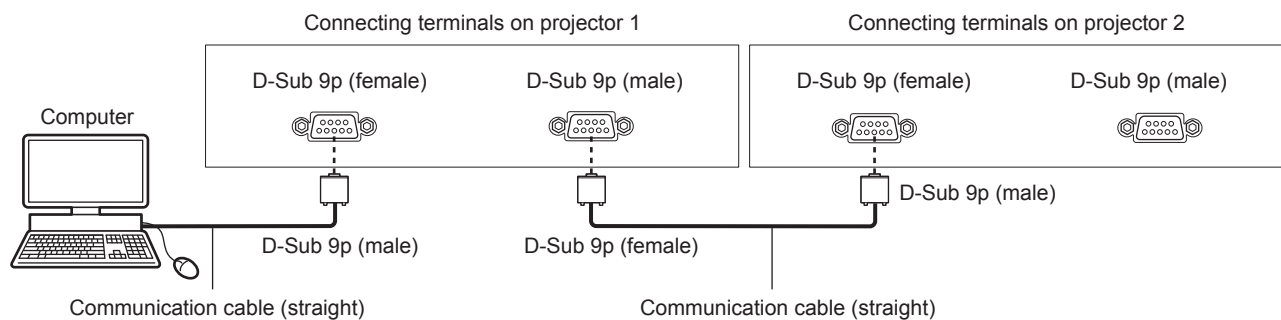 Connecting terminals on projector 1
Connecting terminals on projector 2
D-Sub 9p (female)
D-Sub 9p (male)
D-Sub 9p (female)
D-Sub 9p (male)
Computer
D-Sub 9p (male)
D-Sub 9p (male)
D-Sub 9p (female)
Communication cable (straight)
Communication cable (straight)